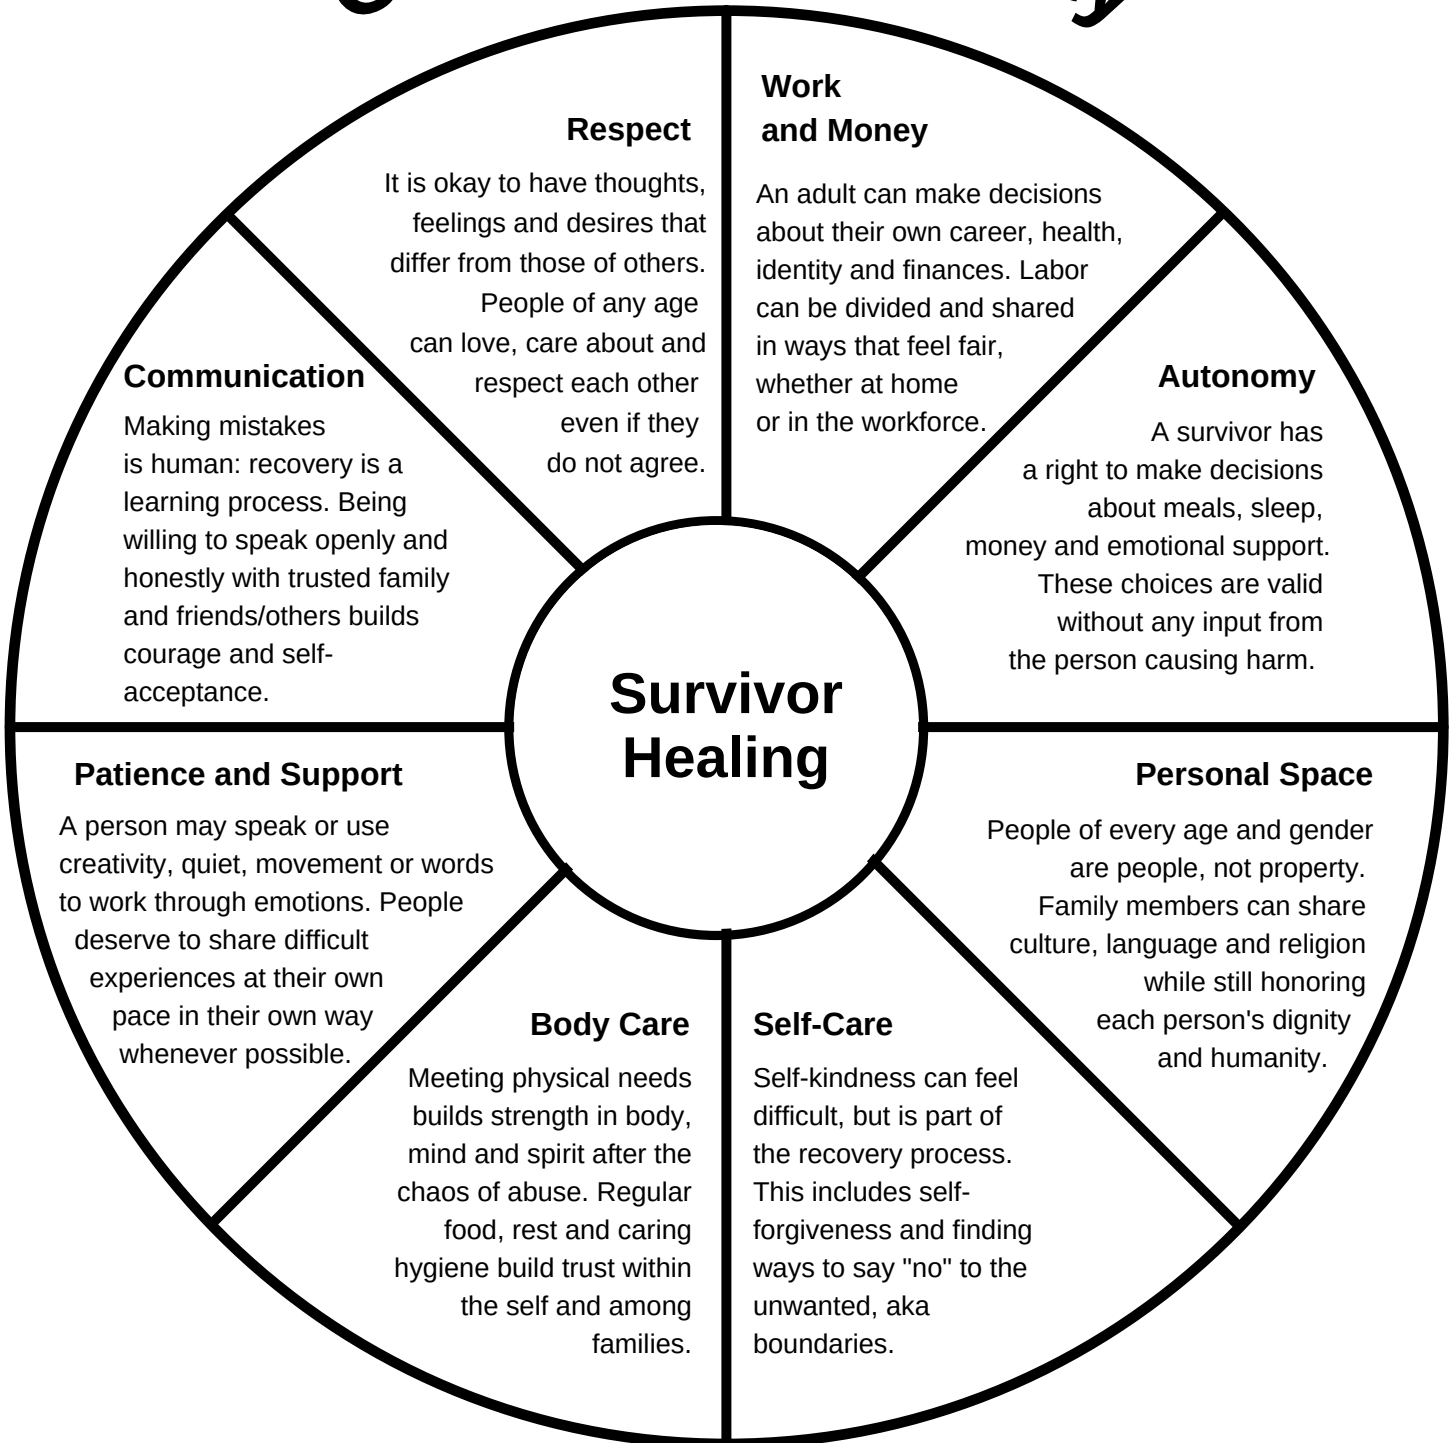 Work
and Money
An adult can make decisions
about their own career, health,
identity and finances. Labor
can be divided and shared
in ways that feel fair,
whether at home
or in the workforce.
Autonomy
A survivor has
a right to make decisions
about meals, sleep,
money and emotional support.
These choices are valid
without any input from
the person causing harm.
Personal Space
People of every age and gender
are people, not property.
Family members can share
culture, language and religion
while still honoring
each person's dignity
and humanity.
Self-Care
Self-kindness can feel
difficult, but is part of
the recovery process.
This includes self-
forgiveness and finding
ways to say "no" to the
unwanted, aka
boundaries.
Body Care
Meeting physical needs
builds strength in body,
mind and spirit after the
chaos of abuse. Regular
food, rest and caring
hygiene build trust within
the self and among
families.
Patience and Support
A person may speak or use
creativity, quiet, movement or words
to work through emotions. People
deserve to share difficult
experiences at their own
pace in their own way
whenever possible.
Communication
Making mistakes
is human: recovery is a
learning process. Being
willing to speak openly and
honestly with trusted family
and friends/others builds
courage and self-
acceptance.
Respect
It is okay to have thoughts,
feelings and desires that
differ from those of others.
People of any age
can love, care about and
respect each other
even if they
do not agree.
Survivor
Healing